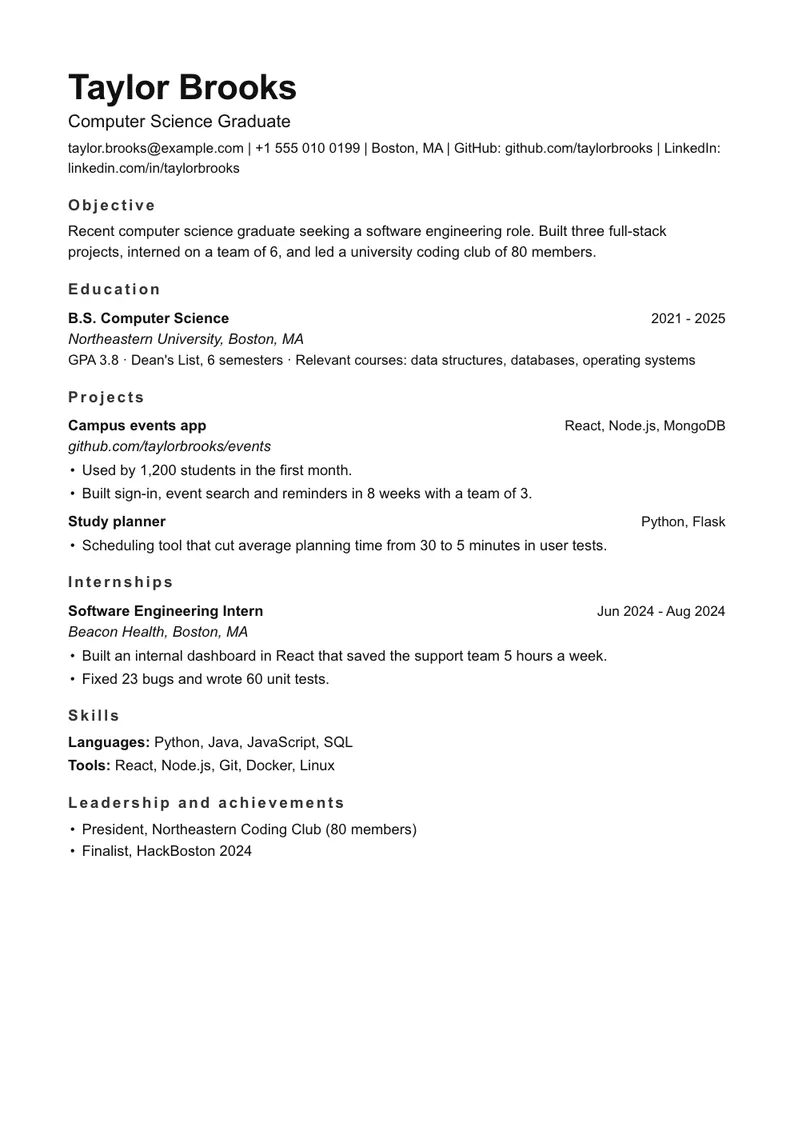 Taylor Brooks
Computer Science Graduate
taylor.brooks@example.com | +1 555 010 0199 | Boston, MA | GitHub: github.com/taylorbrooks | LinkedIn:
linkedin.com/in/taylorbrooks
Objective
Recent computer science graduate seeking a software engineering role. Built three full-stack
projects, interned on a team of 6, and led a university coding club of 80 members.
Education
B.S. Computer Science 2021 - 2025
Northeastern University, Boston, MA
GPA 3.8 · Dean's List, 6 semesters · Relevant courses: data structures, databases, operating systems
Projects
Campus events app React, Node.js, MongoDB
github.com/taylorbrooks/events
• Used by 1,200 students in the first month.
• Built sign-in, event search and reminders in 8 weeks with a team of 3.
Study planner Python, Flask
• Scheduling tool that cut average planning time from 30 to 5 minutes in user tests.
Internships
Software Engineering Intern Jun 2024 - Aug 2024
Beacon Health, Boston, MA
• Built an internal dashboard in React that saved the support team 5 hours a week.
• Fixed 23 bugs and wrote 60 unit tests.
Skills
Languages: Python, Java, JavaScript, SQL
Tools: React, Node.js, Git, Docker, Linux
Leadership and achievements
• President, Northeastern Coding Club (80 members)
• Finalist, HackBoston 2024